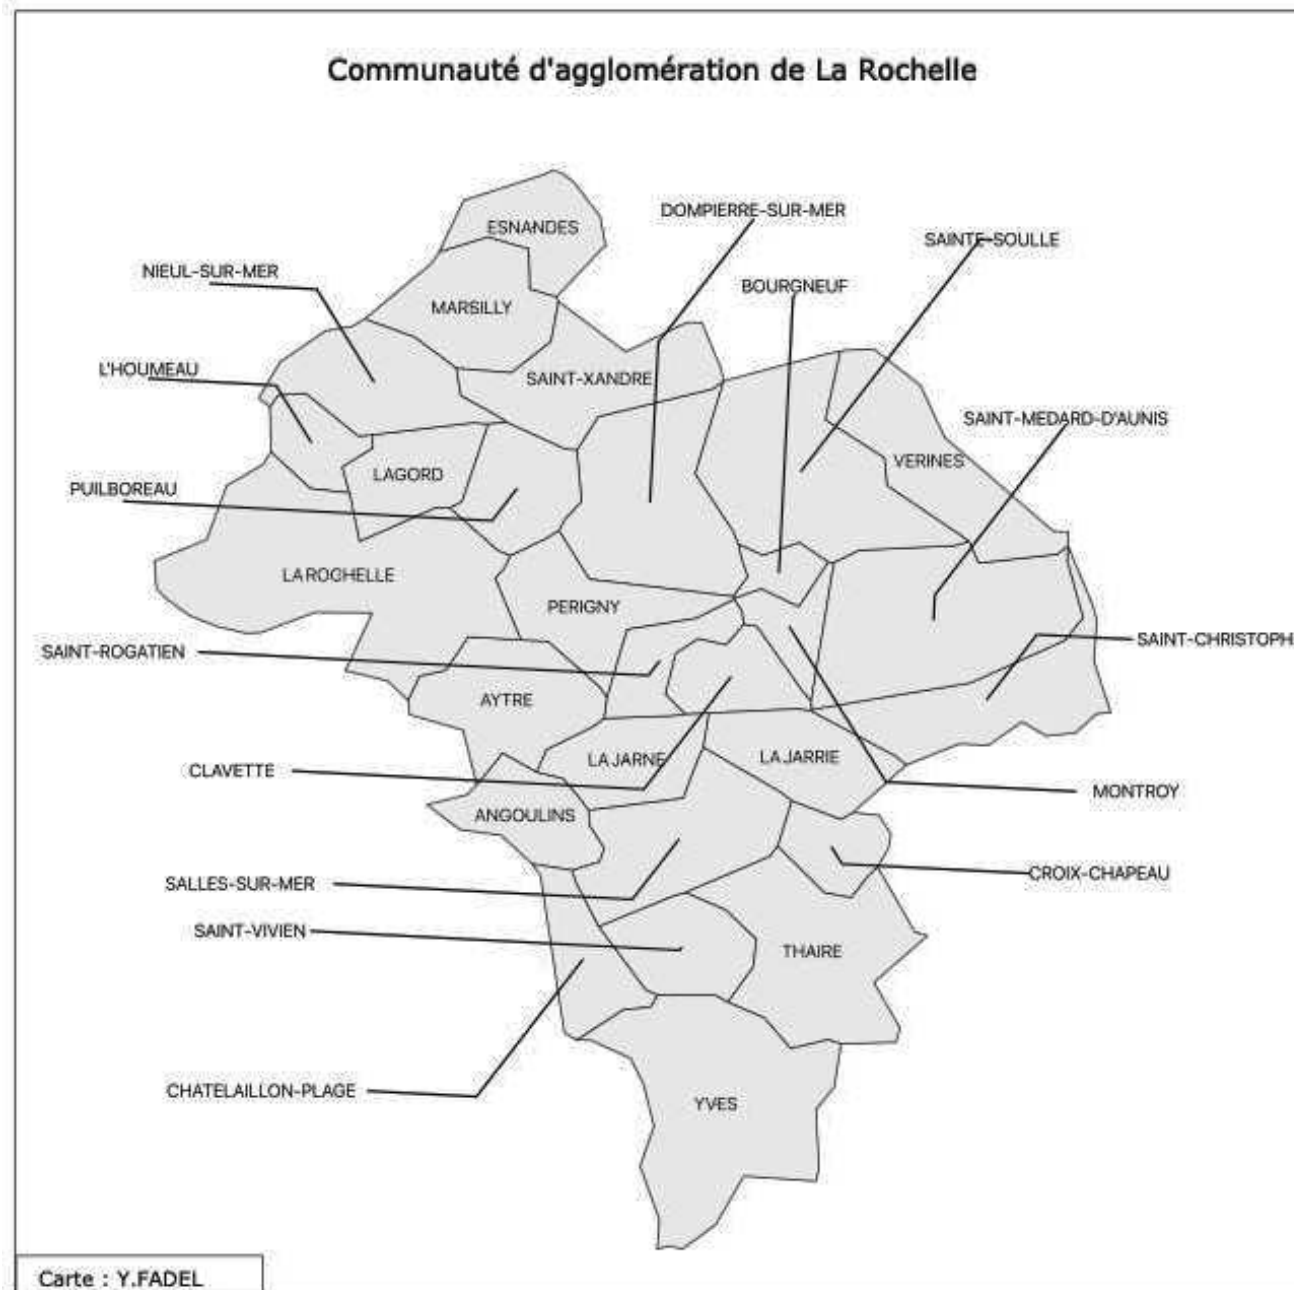 Communauté d'agglomération de La Rochelle
DOMPIERRE-SUR-MER
ESNANDES
SAINTE-SOULLE
NIEUL-SUR-MER
BOURGNEUF
MARSILLY
L'HOUMEAU
SAINT-XANDRE
SAINT-MEDARD-D'AUNIS
VERINES
LAGORD
PUILBOREAU
LA ROCHELLE
PERIGNY
SAINT-CHRISTOPH
SAINT-ROGATIEN
AYTRE
LA JARNE
LA JARRIE
CLAVETTE
MONTROY
ANGOULINS
CROIX-CHAPEAU
SALLES-SUR-MER
SAINT-VIVIEN
THAIRE
CHATELAILLON-PLAGE
YVES
Carte : Y.FADEL